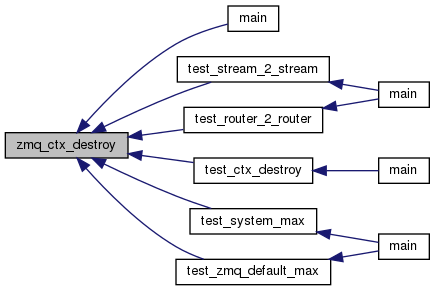 main
test_stream_2_stream
main
test_router_2_router
zmq_ctx_destroy
test_ctx_destroy
main
test_system_max
main
test_zmq_default_max